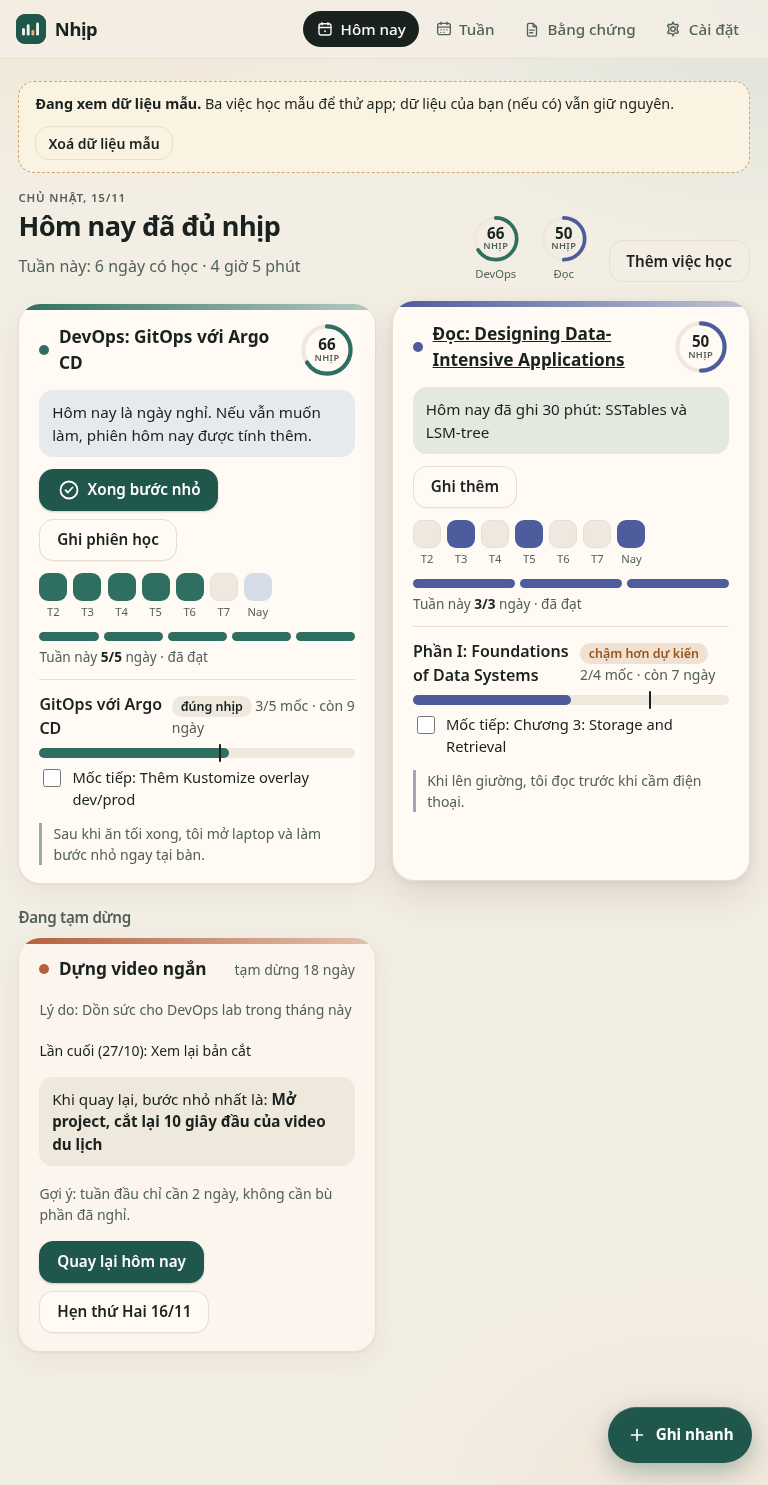 Nhịp
Hôm nay
Tuần
Bằng chứng
Cài đặt
Đang xem dữ liệu mẫu. Ba việc học mẫu để thử app; dữ liệu của bạn (nếu có) vẫn giữ nguyên.
Xoá dữ liệu mẫu
CHỦ NHẬT, 15/11
Hôm nay đã đủ nhịp
Tuần này: 6 ngày có học · 4 giờ 5 phút
66
NHỊP
DevOps
50
NHỊP
Đọc
Thêm việc học
DevOps: GitOps với Argo
CD
66
NHỊP
Hôm nay là ngày nghỉ. Nếu vẫn muốn
làm, phiên hôm nay được tính thêm.
Xong bước nhỏ
Ghi phiên học
T2 T3 T4 T5 T6 T7 Nay
Tuần này 5/5 ngày · đã đạt
GitOps với Argo
CD
đúng nhịp 3/5 mốc · còn 9
ngày
Mốc tiếp: Thêm Kustomize overlay
dev/prod
Sau khi ăn tối xong, tôi mở laptop và làm
bước nhỏ ngay tại bàn.
Đọc: Designing Data-
Intensive Applications
50
NHỊP
Hôm nay đã ghi 30 phút: SSTables và
LSM-tree
Ghi thêm
T2 T3 T4 T5 T6 T7 Nay
Tuần này 3/3 ngày · đã đạt
Phần I: Foundations
of Data Systems
chậm hơn dự kiến
2/4 mốc · còn 7 ngày
Mốc tiếp: Chương 3: Storage and
Retrieval
Khi lên giường, tôi đọc trước khi cầm điện
thoại.
Đang tạm dừng
Dựng video ngắn
tạm dừng 18 ngày
Lý do: Dồn sức cho DevOps lab trong tháng này
Lần cuối (27/10): Xem lại bản cắt
Khi quay lại, bước nhỏ nhất là: Mở
project, cắt lại 10 giây đầu của video
du lịch
Gợi ý: tuần đầu chỉ cần 2 ngày, không cần bù
phần đã nghỉ.
Quay lại hôm nay
Hẹn thứ Hai 16/11
Ghi nhanh